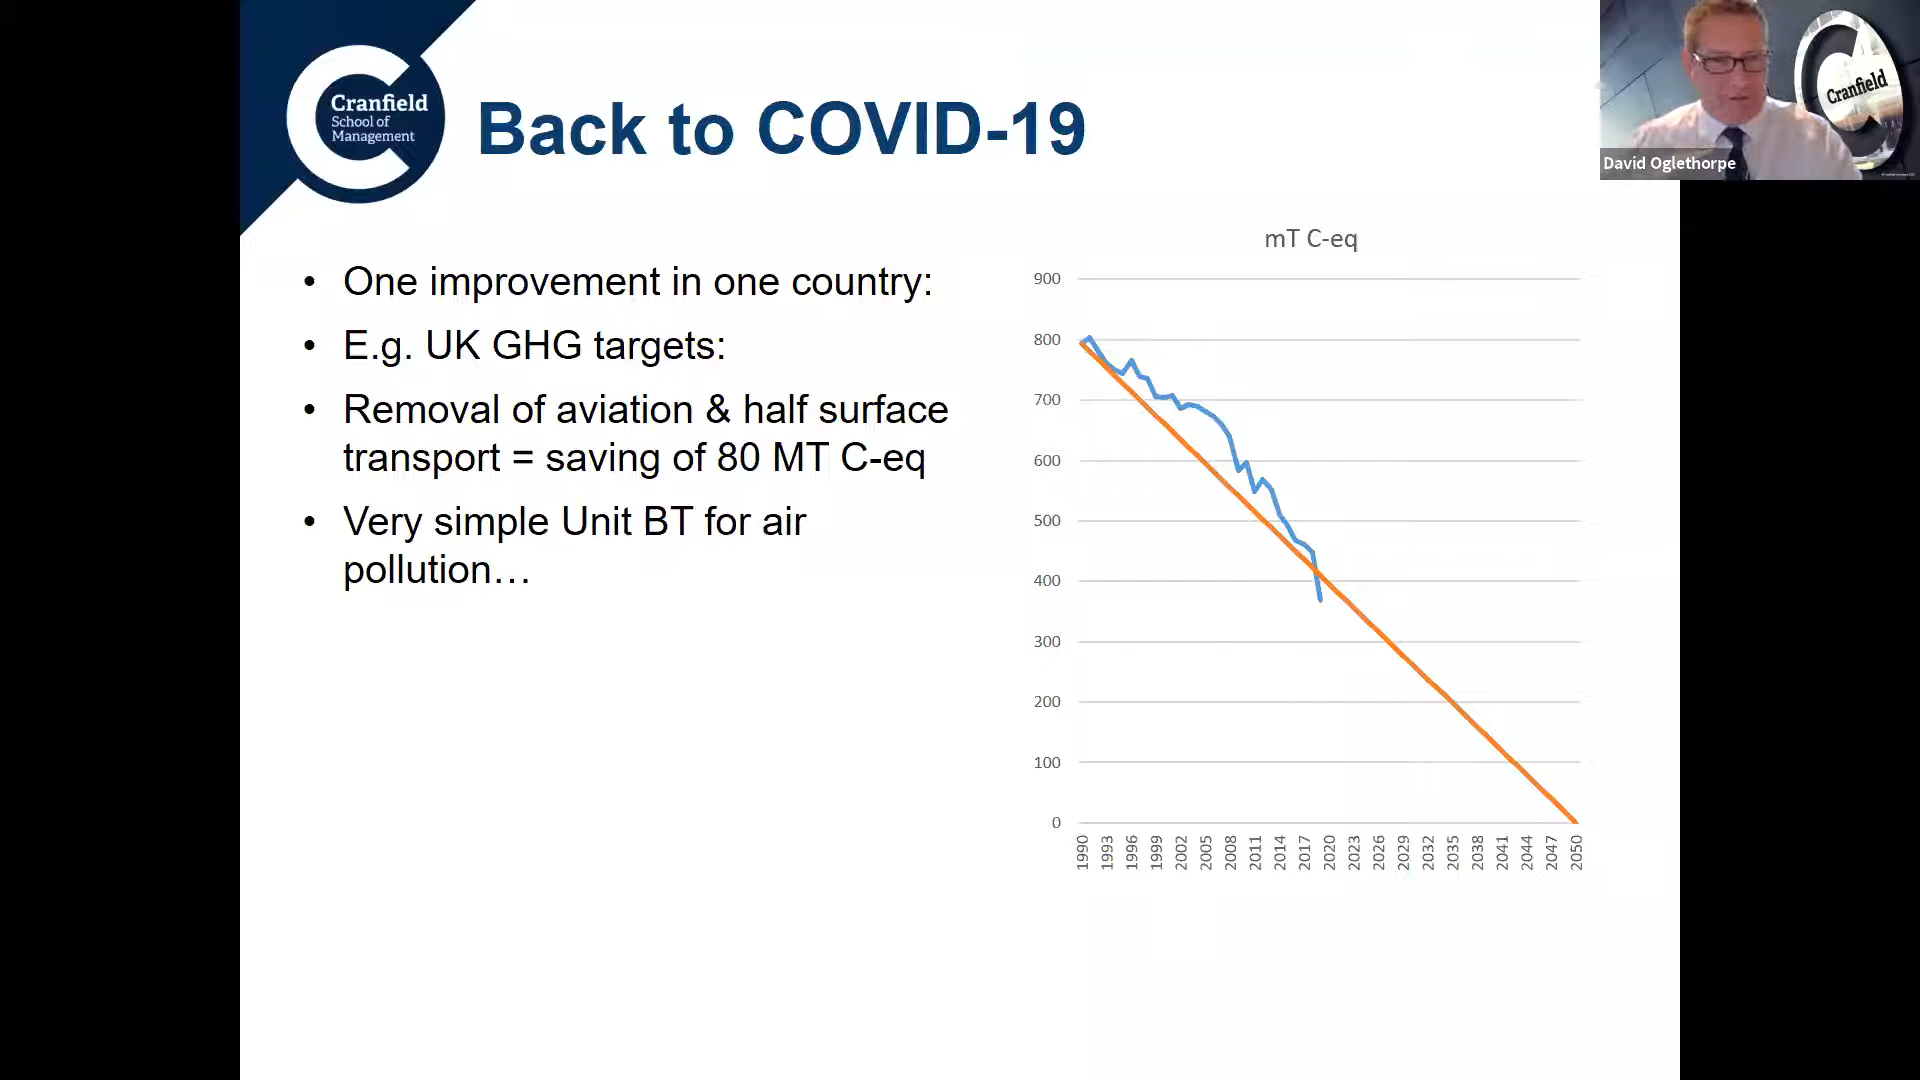 Cranfield
School of
Management
Back to COVID-19
Cranfield
David Oglethorpe
• One improvement in one country:
• E.g. UK GHG targets:
• Removal of aviation & half surface
transport = saving of 80 MT C-eq
• Very simple Unit BT for air
pollution…
mT C-eq
900
800
700
600
500
400
300
200
100
0
1990
1993
1996
1999
2002
2005
2008
2011
2014
2017
2020
2023
2026
2029
2032
2035
2038
2041
2044
2047
2050